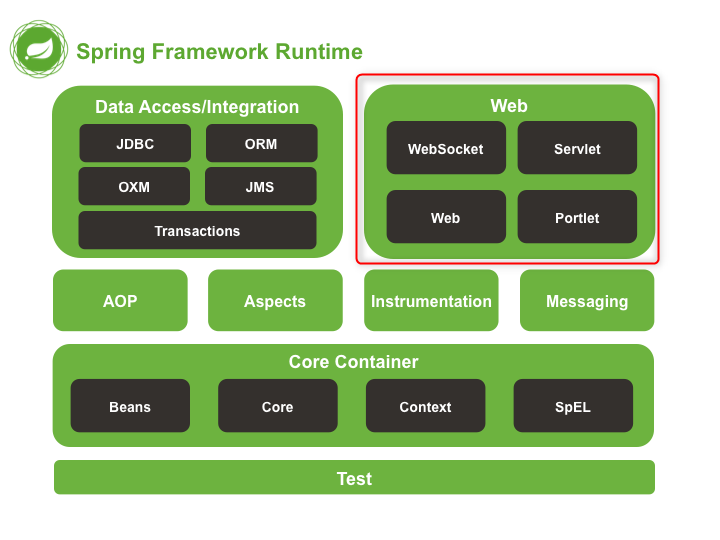 Spring Framework Runtime
Data Access/Integration
JDBC
ORM
OXM
JMS
Transactions
Web
WebSocket
Servlet
Web
Portlet
AOP
Aspects
Instrumentation
Messaging
Core Container
Beans
Core
Context
SpEL
Test